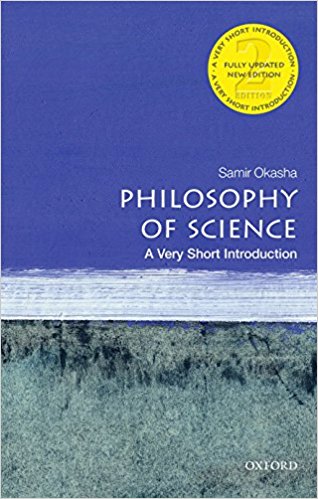 A VERY SHORT INTRODUCTION
2
FULLY UPDATED
NEW EDITION
EDITION
A VERY SHORT INTRODUCTION
Samir Okasha
PHILOSOPHY
OF SCIENCE
A Very Short Introduction
OXFORD